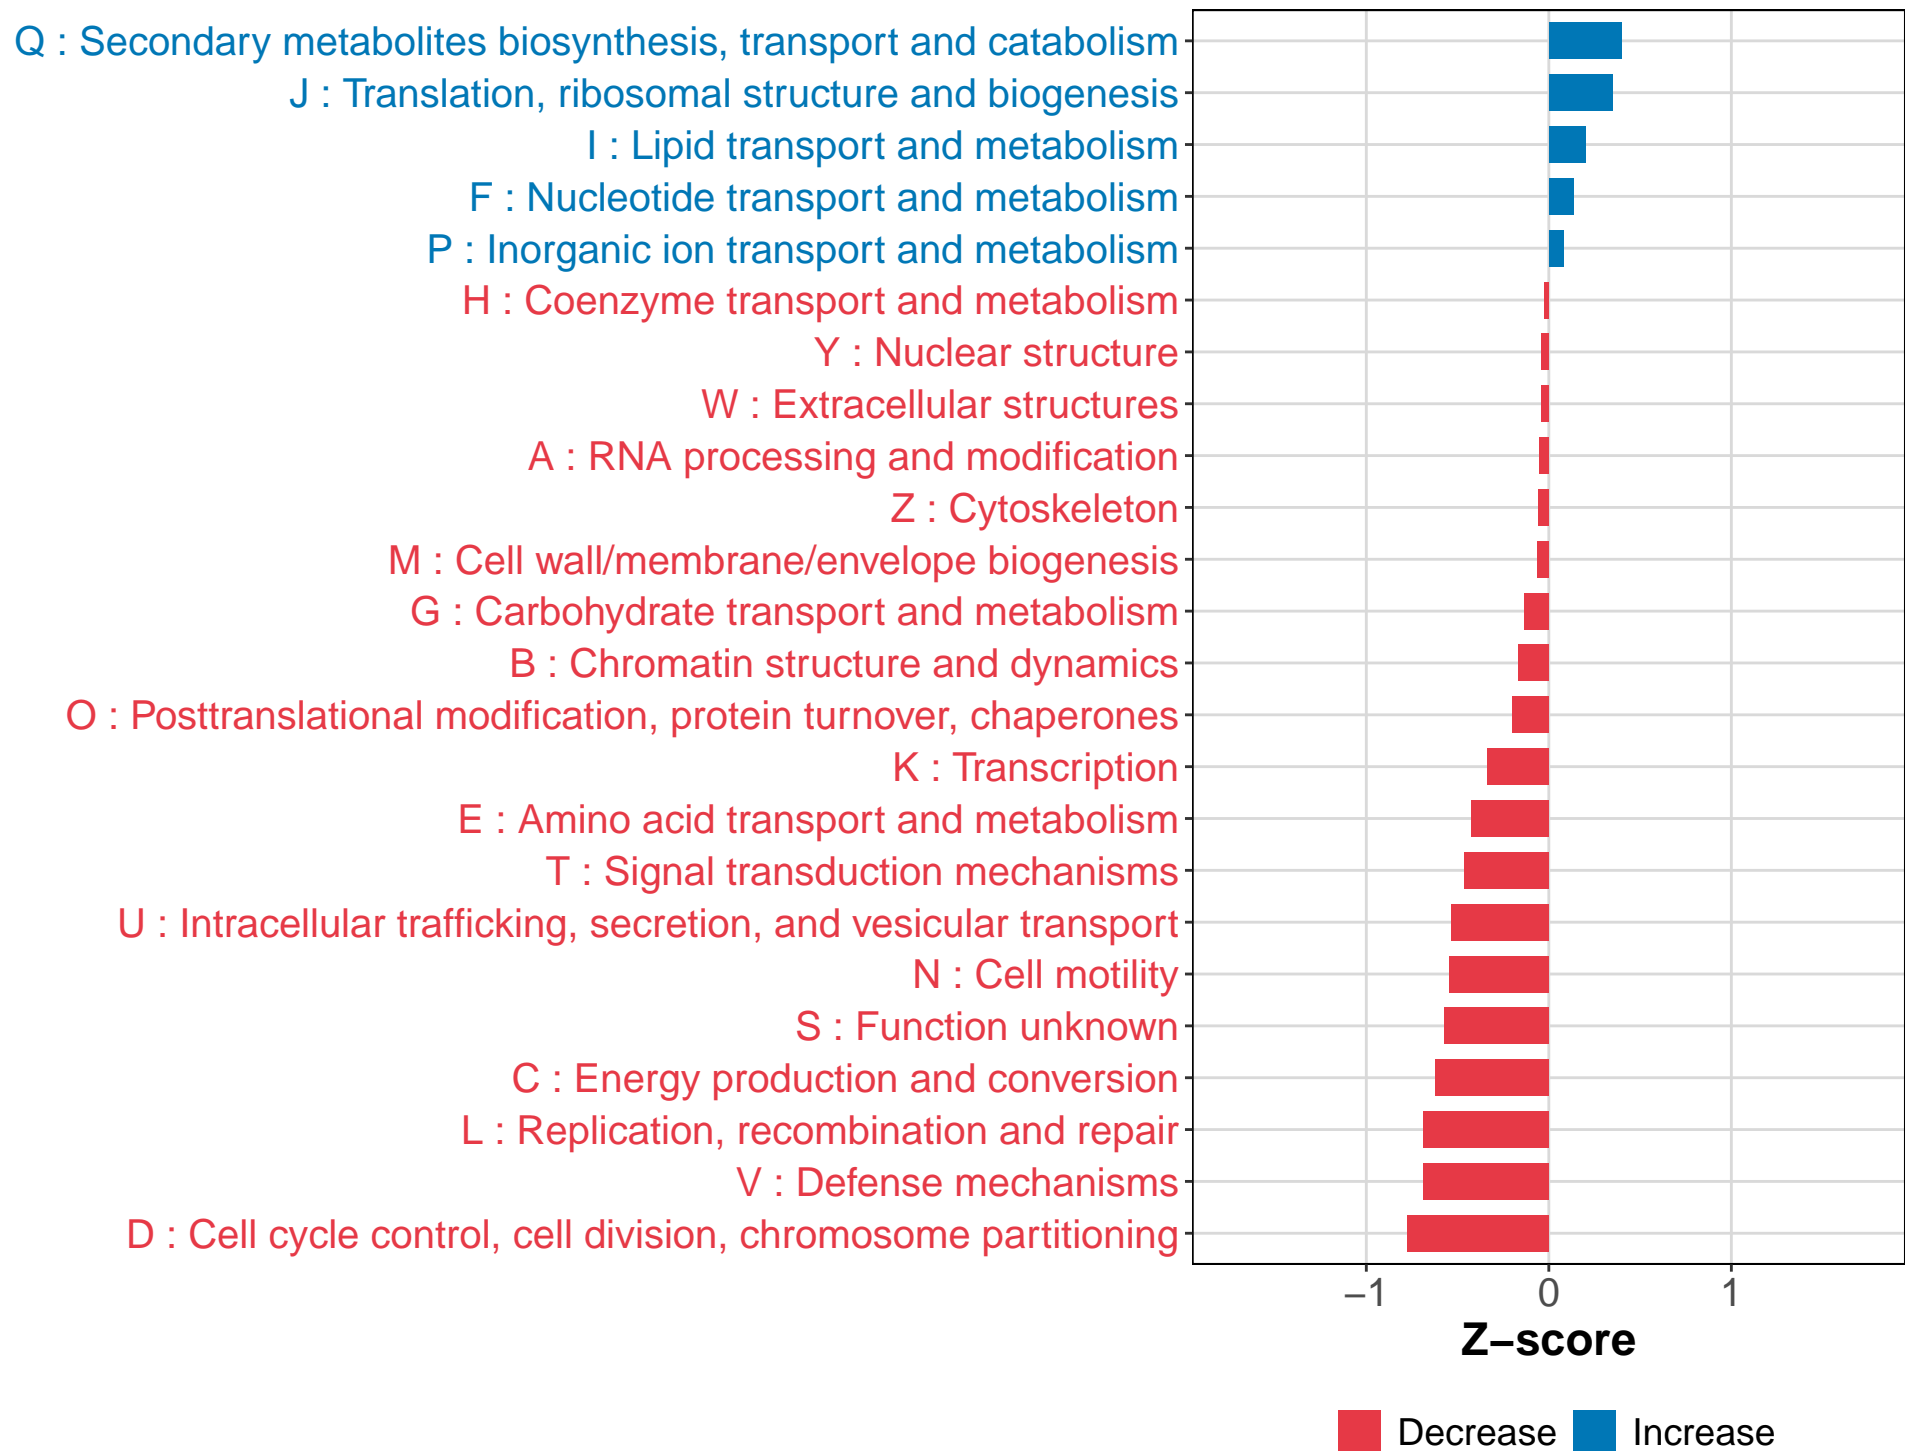 Q : Secondary metabolites biosynthesis, transport and catabolism
J : Translation, ribosomal structure and biogenesis
I : Lipid transport and metabolism
F : Nucleotide transport and metabolism
P : Inorganic ion transport and metabolism
H : Coenzyme transport and metabolism
Y : Nuclear structure
W : Extracellular structures
A : RNA processing and modification
Z : Cytoskeleton
M : Cell wall/membrane/envelope biogenesis
G : Carbohydrate transport and metabolism
B : Chromatin structure and dynamics
O : Posttranslational modification, protein turnover, chaperones
K : Transcription
E : Amino acid transport and metabolism
T : Signal transduction mechanisms
U : Intracellular trafficking, secretion, and vesicular transport
N : Cell motility
S : Function unknown
C : Energy production and conversion
L : Replication, recombination and repair
V : Defense mechanisms
D : Cell cycle control, cell division, chromosome partitioning
−1 0 1
Z−score
Decrease Increase